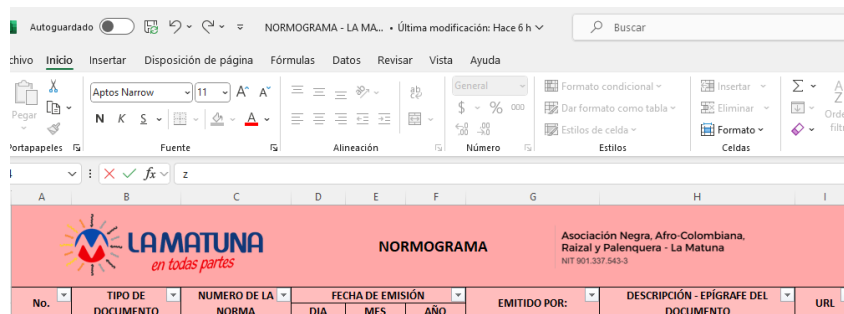 Autoguardado
NORMOGRAMA - LA MA... • Última modificación: Hace 6 h
Buscar
chivo Inicio Insertar Disposición de página Fórmulas Datos Revisar Vista Ayuda
Pegar
Aptos Narrow 11 A A
N K S A
ab
General
$ % 000
Formato condicional
Dar formato como tabla
Estilos de celda
Insertar
Eliminar
Formato
Σ
A
Z
Orde
filt
Portapapeles Fuente Alineación Número Estilos Celdas
fx z
A B C D E F G H I
LA MATUNA
en todas partes
NORMOGRAMA
Asociación Negra, Afro-Colombiana,
Raizal y Palenquera - La Matuna
NIT 901.337.543-3
No.
TIPO DE
DOCUMENTO
NUMERO DE LA
NORMA
FECHA DE EMISIÓN
DIA MES AÑO
EMITIDO POR:
DESCRIPCIÓN - EPÍGRAFE DEL
DOCUMENTO
URL